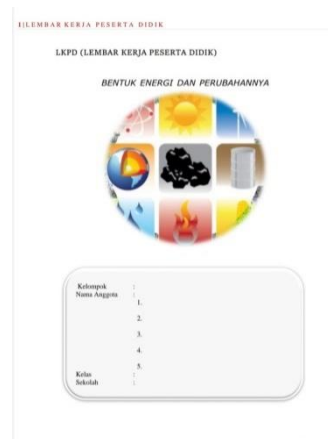 1|LEMBAR KERJA PESERTA DIDIK
LKPD (LEMBAR KERJA PESERTA DIDIK)
BENTUK ENERGI DAN PERUBAHANNYA
Kelompok :
Nama Anggota :
1.
2.
3.
4.
5.
Kelas :
Sekolah :